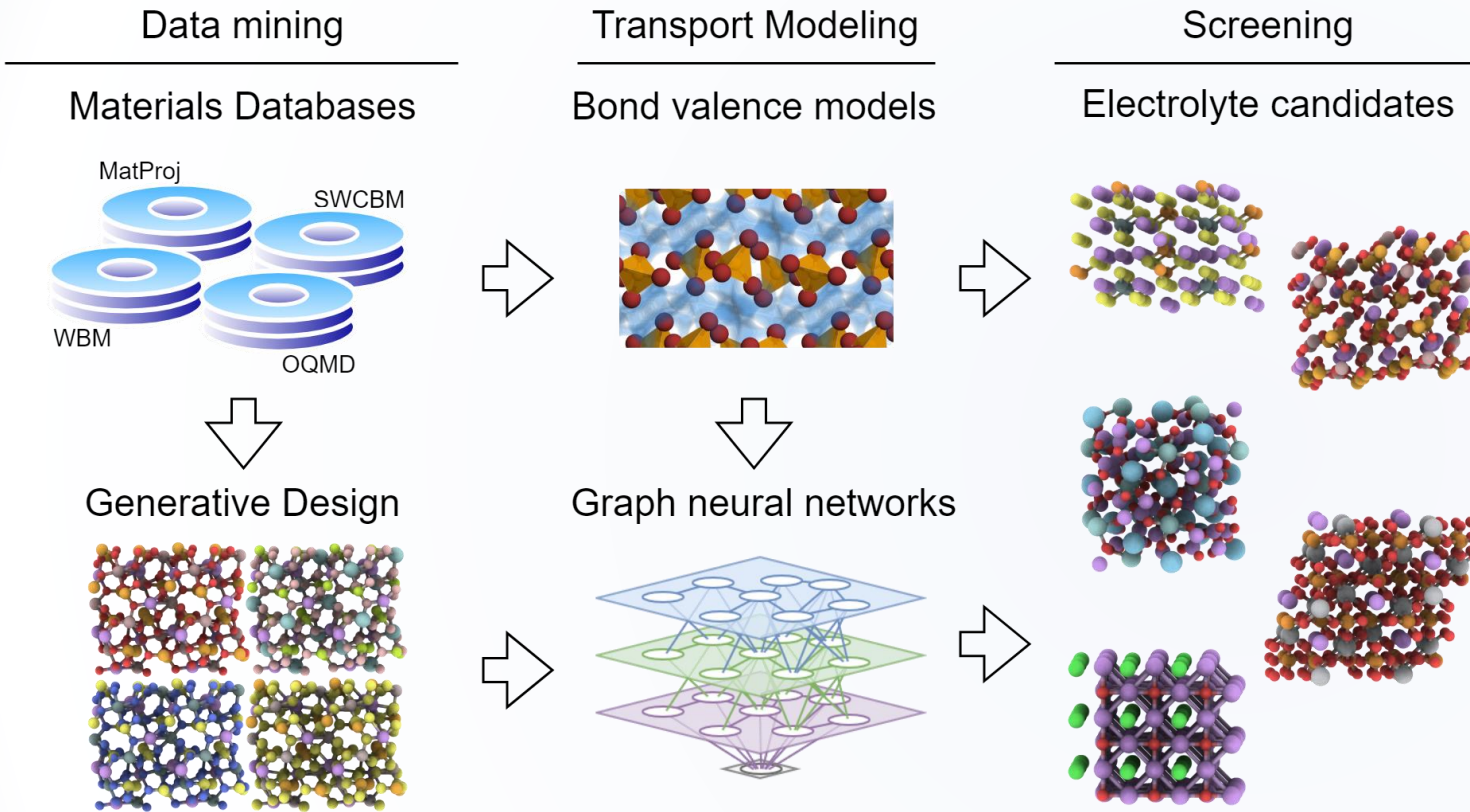 Data mining
Transport Modeling
Screening
Materials Databases
Bond valence models
Electrolyte candidates
MatProj
SWCBM
WBM
OQMD
Generative Design
Graph neural networks